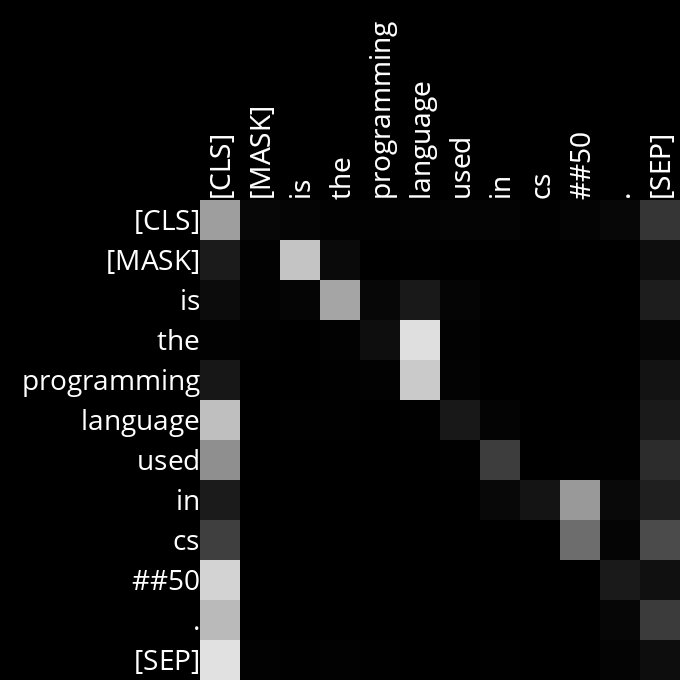 [CLS]
[MASK]
is
the
programming
language
used
in
cs
##50
.
[SEP]
[CLS]
[MASK]
is
the
programming
language
used
in
cs
##50
.
[SEP]